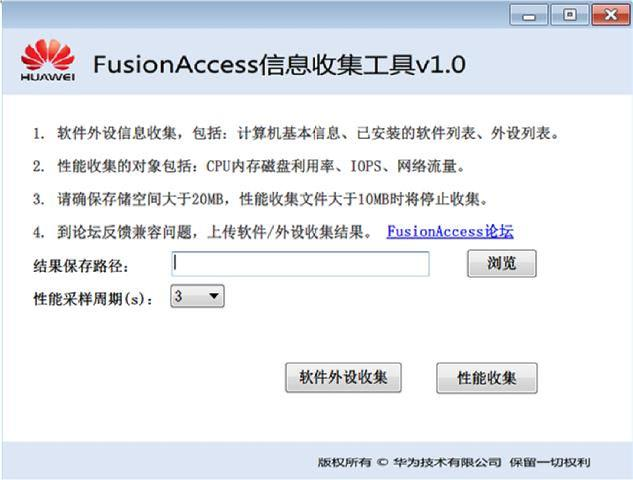 HUAWEI
FusionAccess信息收集工具v1.0
1. 软件外设信息收集，包括：计算机基本信息、已安装的软件列表、外设列表。
2. 性能收集的对象包括：CPU内存磁盘利用率、IOPS、网络流量。
3. 请确保存储空间大于20MB，性能收集文件大于10MB时将停止收集。
4. 到论坛反馈兼容问题，上传软件/外设收集结果。 FusionAccess论坛
结果保存路径： 浏览
性能采样周期(s)： 3
软件外设收集 性能收集
版权所有 © 华为技术有限公司 保留一切权利